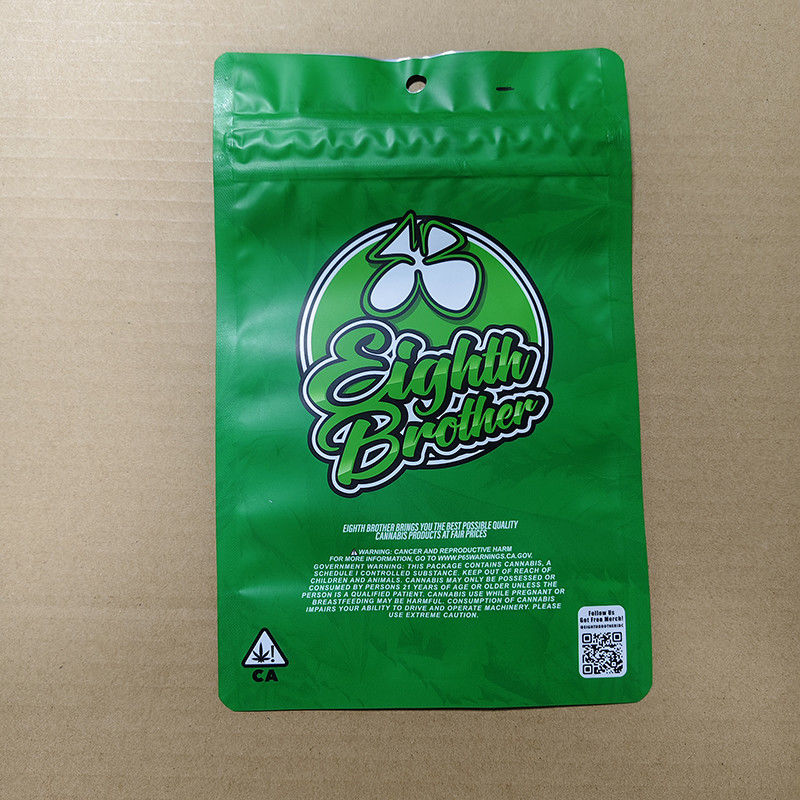 EB
Eighth
Brother
EIGHTH BROTHER BRINGS YOU THE BEST POSSIBLE QUALITY
CANNABIS PRODUCTS AT FAIR PRICES
WARNING: CANCER AND REPRODUCTIVE HARM
FOR MORE INFORMATION, GO TO WWW.P65WARNINGS.CA.GOV.
GOVERNMENT WARNING: THIS PACKAGE CONTAINS CANNABIS, A
SCHEDULE I CONTROLLED SUBSTANCE. KEEP OUT OF REACH OF
CHILDREN AND ANIMALS. CANNABIS MAY ONLY BE POSSESSED OR
CONSUMED BY PERSONS 21 YEARS OF AGE OR OLDER UNLESS THE
PERSON IS A QUALIFIED PATIENT. CANNABIS USE WHILE PREGNANT OR
BREASTFEEDING MAY BE HARMFUL. CONSUMPTION OF CANNABIS
IMPAIRS YOUR ABILITY TO DRIVE AND OPERATE MACHINERY. PLEASE
USE EXTREME CAUTION.
Follow Us
Get Free Merch!
!
CA